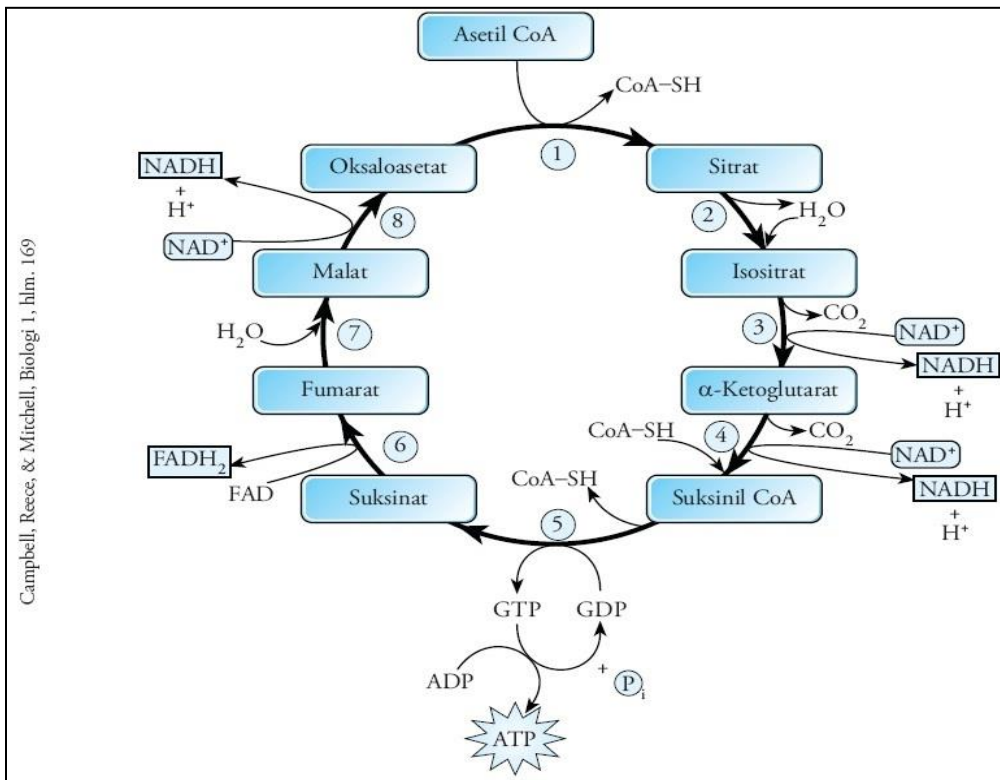 Asetil CoA
CoA–SH
1
Oksaloasetat
Sitrat
NADH
+
H⁺
NAD⁺
8
2
H₂O
Malat
Isositrat
CO₂
3
NAD⁺
NADH
+
H⁺
H₂O
7
Fumarat
α-Ketoglutarat
CoA–SH
4
CO₂
NAD⁺
NADH
+
H⁺
FADH₂
FAD
6
Suksinat
CoA–SH
5
Suksinil CoA
GTP
GDP
ADP
+ Pi
ATP
Campbell, Reece, & Mitchell, Biologi 1, hlm. 169